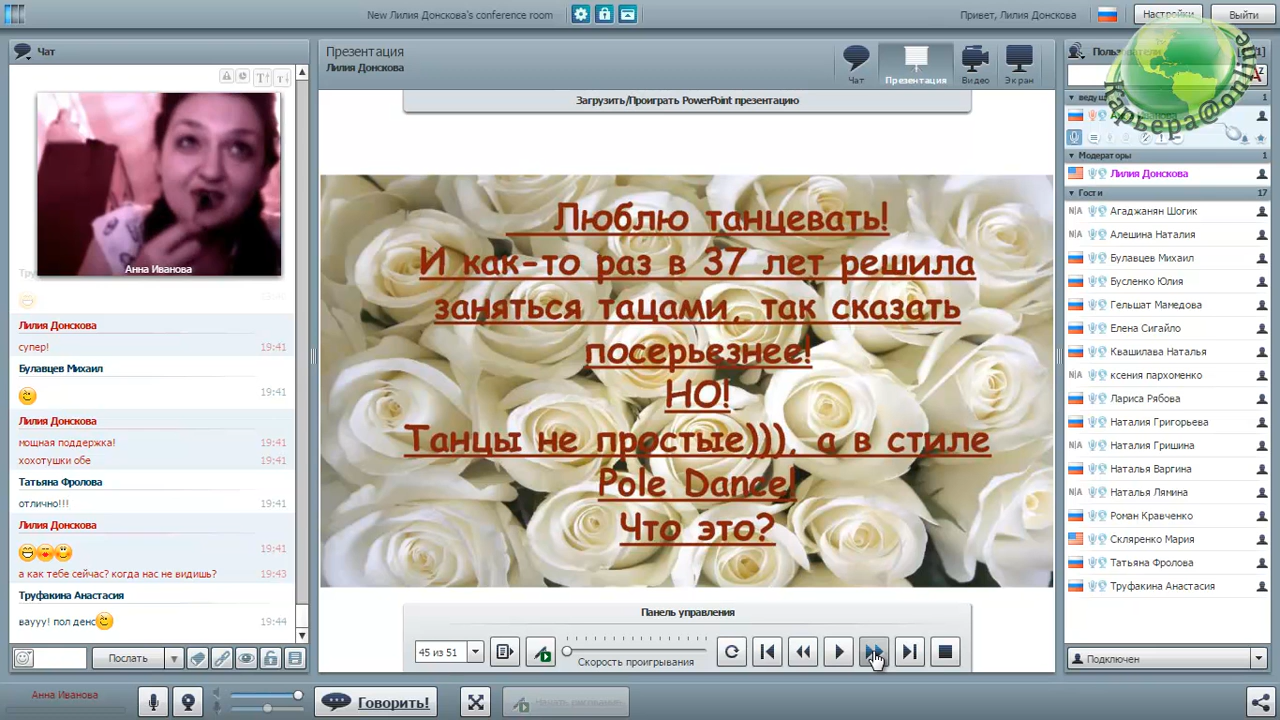 New Лилия Донскова's conference room
Привет, Лилия Донскова
Настройки
Выйти
Чат
Анна Иванова
Лилия Донскова
супер! 19:41
Булавцев Михаил
19:41
Лилия Донскова
мощная поддержка! 19:41
хохотушки обе 19:41
Татьяна Фролова
отлично!!! 19:41
Лилия Донскова
19:41
а как тебе сейчас? когда нас не видишь? 19:43
Труфакина Анастасия
вауу! пол денс 19:44
Послать
Презентация
Лилия Донскова
Чат
Презентация
Видео
Экран
Загрузить/Проиграть PowerPoint презентацию
Люблю танцевать!
И как-то раз в 37 лет решила
заняться тацами, так сказать
посерьезнее!
НО!
Танцы не простые))), а в стиле
Pole Dance!
Что это?
Панель управления
45 из 51
Скорость проигрывания
карьера@online
Модераторы 1
Лилия Донскова
Гости 17
N/A Агаджанян Шогик
N/A Алешина Наталия
Булавцев Михаил
Бусленко Юлия
Гельшат Мамедова
Елена Сигайло
Квашилава Наталья
N/A ксения пархоменко
Лариса Рябова
Наталия Григорьева
N/A Наталия Гришина
Наталья Варгина
N/A Наталья Лямина
Роман Кравченко
Скляренко Мария
Татьяна Фролова
Труфакина Анастасия
Подключен
Анна Иванова
Говорить!
Начать рисование